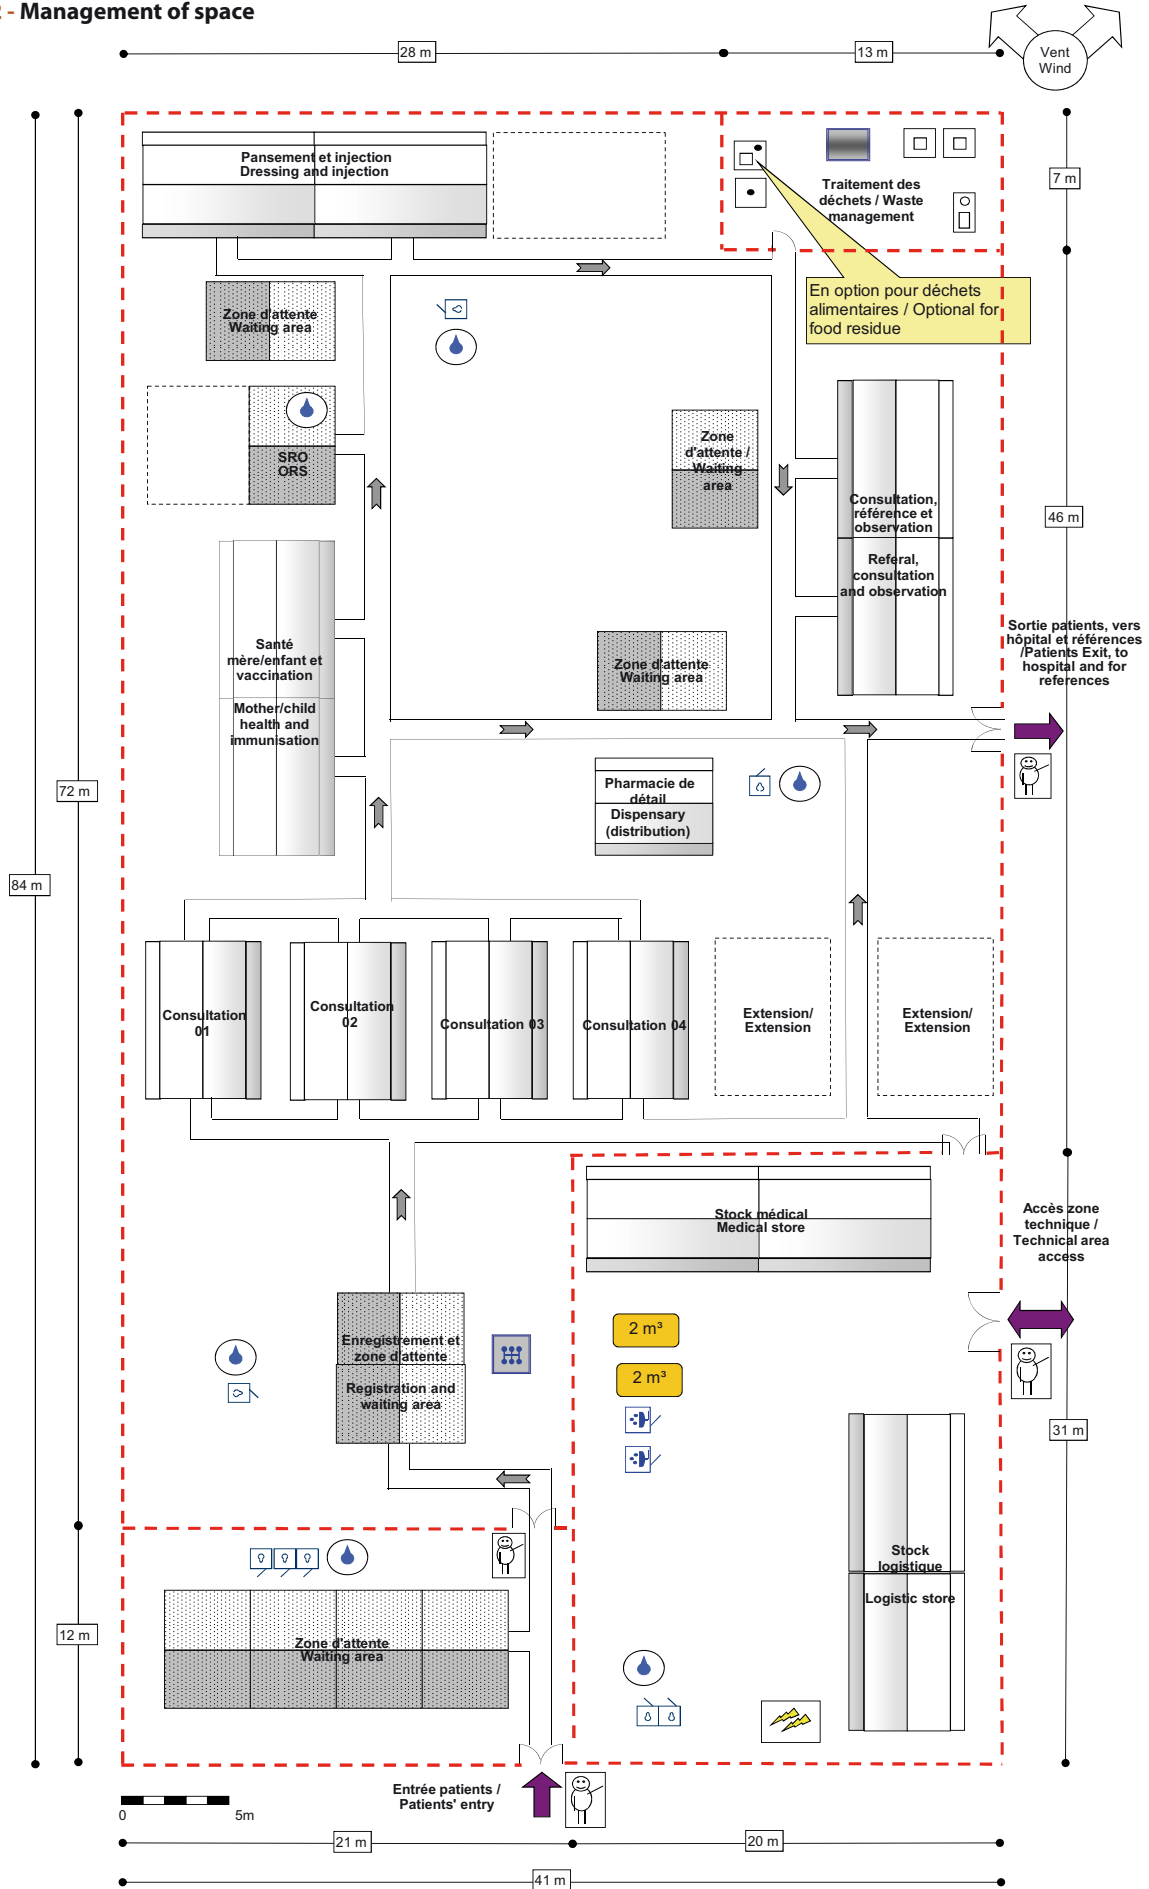 2 - Management of space
28 m
13 m
Vent
Wind
Pansement et injection
Dressing and injection
7 m
Traitement des
déchets / Waste
management
En option pour déchets
alimentaires / Optional for
food residue
Zone d'attente
Waiting area
SRO
ORS
Zone
d'attente /
Waiting
area
Consultation,
référence et
observation
Referal,
consultation
and observation
46 m
Santé
mère/enfant et
vaccination
Mother/child
health and
immunisation
Zone d'attente
Waiting area
Sortie patients, vers
hôpital et références
/Patients Exit, to
hospital and for
references
72 m
Pharmacie de
détail
Dispensary
(distribution)
84 m
Consultation
01
Consultation
02
Consultation 03
Consultation 04
Extension/
Extension
Extension/
Extension
Stock médical
Medical store
Accès zone
technique /
Technical area
access
Enregistrement et
zone d'attente
Registration and
waiting area
2 m³
2 m³
31 m
Stock
logistique
Logistic store
12 m
Zone d'attente
Waiting area
Entrée patients /
Patients' entry
0
5m
21 m
20 m
41 m